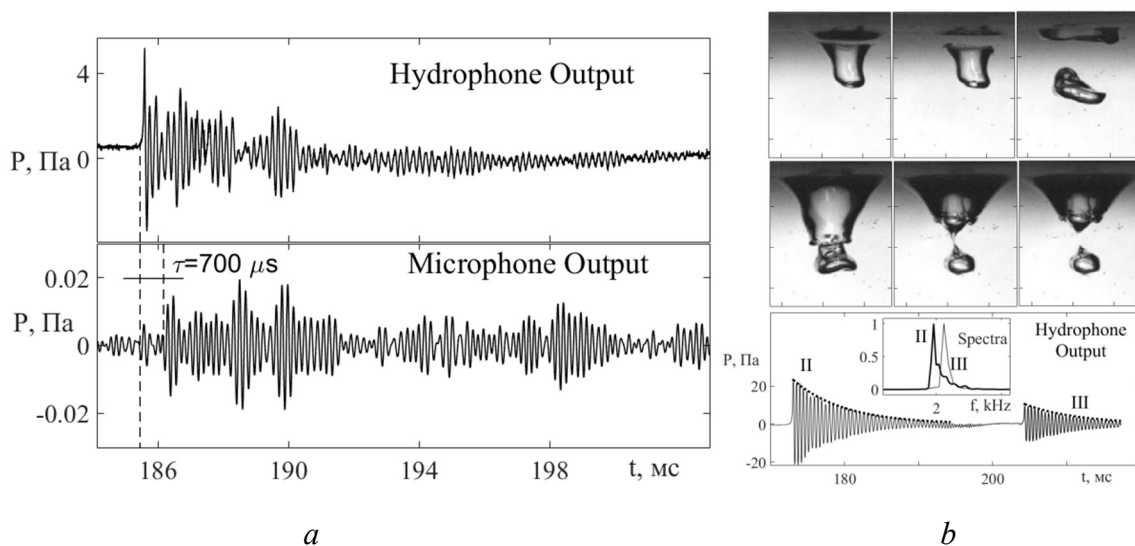 Hydrophone Output
4
P, Па
0
τ=700 μs
Microphone Output
0.02
P, Па
0
-0.02
186
190
194
198
t, мс
a
II
Spectra
III
1
0.5
0
2
f, kHz
Hydrophone
Output
P, Па
II
III
20
0
-20
180
200
t, мс
b